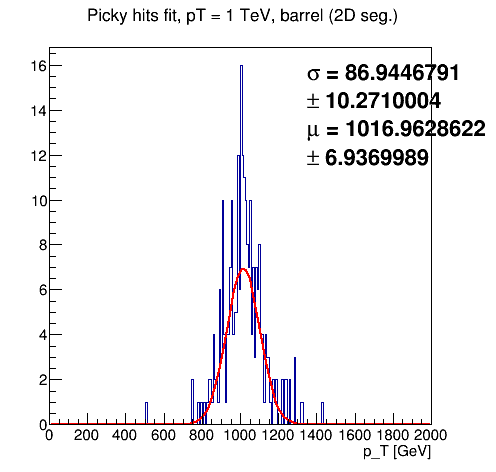 Picky hits fit, pT = 1 TeV, barrel (2D seg.)
σ = 86.9446791
± 10.2710004
μ = 1016.9628622
± 6.9369989
16
14
12
10
8
6
4
2
0
0 200 400 600 800 1000 1200 1400 1600 1800 2000
p_T [GeV]